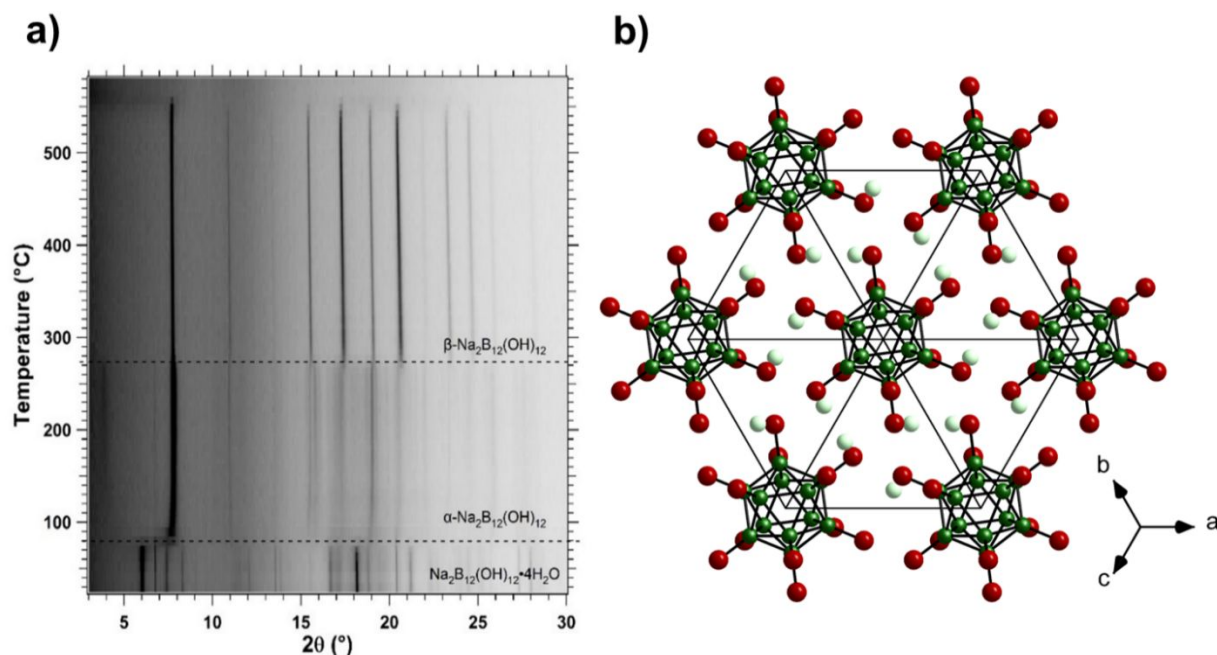 a)
b)
Temperature (°C)
500
400
300
200
100
β-Na₂B₁₂(OH)₁₂
α-Na₂B₁₂(OH)₁₂
Na₂B₁₂(OH)₁₂•4H₂O
5 10 15 20 25 30
2θ (°)
b
a
c